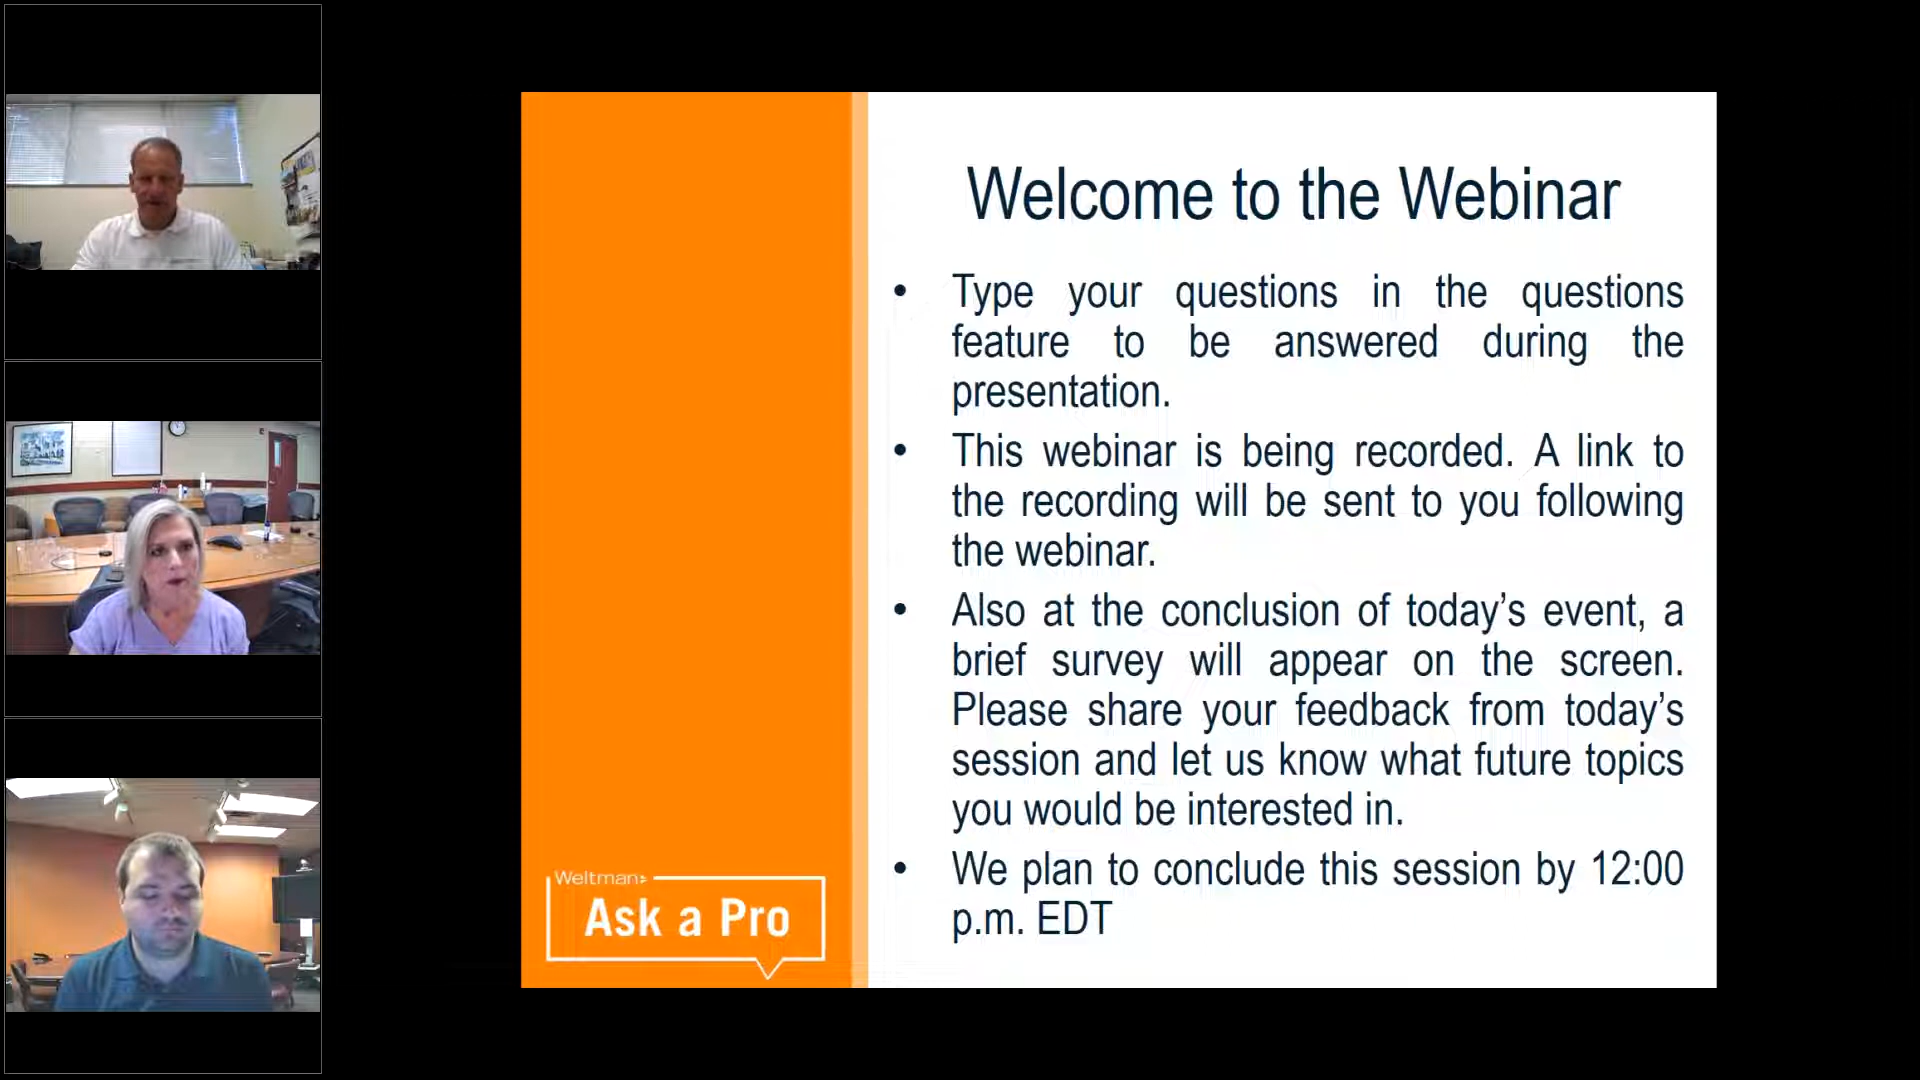 Welcome to the Webinar
• Type your questions in the questions
feature to be answered during the
presentation.
• This webinar is being recorded. A link to
the recording will be sent to you following
the webinar.
• Also at the conclusion of today’s event, a
brief survey will appear on the screen.
Please share your feedback from today’s
session and let us know what future topics
you would be interested in.
• We plan to conclude this session by 12:00
p.m. EDT
Weltman
Ask a Pro